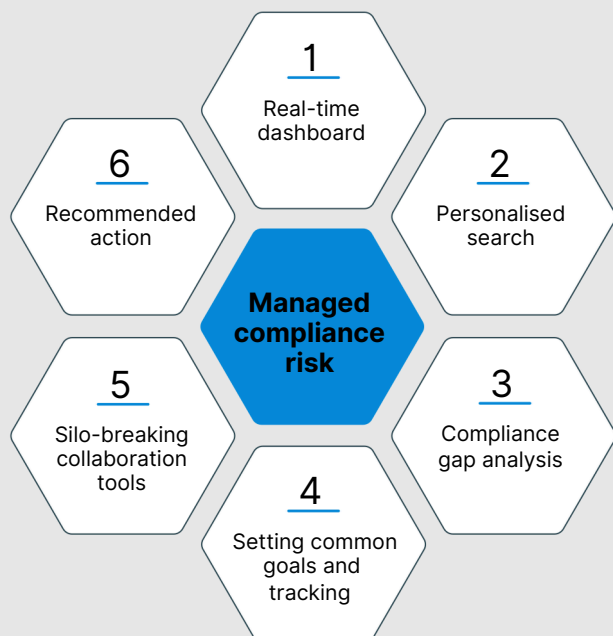 1
Real-time
dashboard
2
Personalised
search
3
Compliance
gap analysis
4
Setting common
goals and
tracking
5
Silo-breaking
collaboration
tools
6
Recommended
action
Managed
compliance
risk